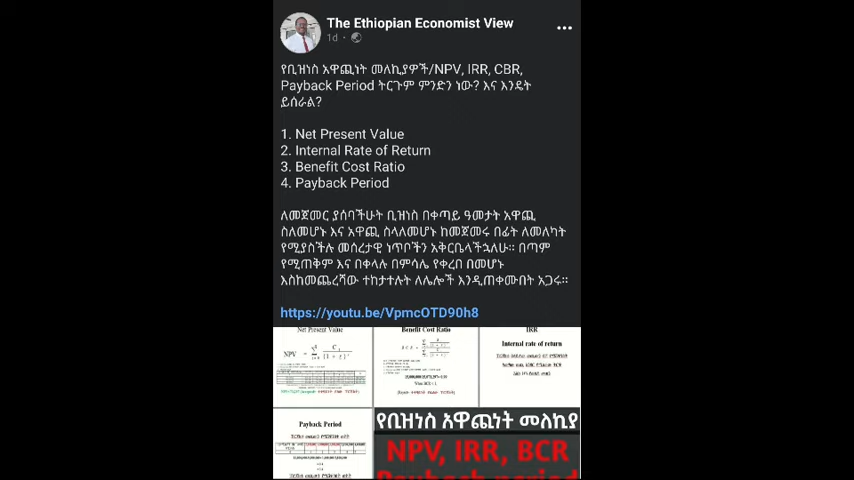 The Ethiopian Economist View
1d
የቢዝነስ አዋጪነት መለኪያዎች/NPV, IRR, CBR,
Payback Period ትርጉም ምንድን ነው? እና እንዴት
ይሰራል?
1. Net Present Value
2. Internal Rate of Return
3. Benefit Cost Ratio
4. Payback Period
ለመጀመር ያሰባችሁት ቢዝነስ በቀጣይ ዓመታት አዋጪ
ስለመሆኑ እና አዋጪ ስላለመሆኑ ከመጀመሩ በፊት ለመለካት
የሚያስችሉ መሰረታዊ ነጥቦችን አቅርቤላችኋለሁ። በጣም
የሚጠቅም እና በቀላሉ በምሳሌ የቀረበ በመሆኑ
እስከመጨረሻው ተከታተሉት ለሌሎች እንዲጠቀሙበት አጋሩ።
https://youtu.be/VpmcOTD90h8
Net Present Value
NPV =
Benefit Cost Ratio
IRR
Internal rate of return
Payback Period
የቢዝነስ አዋጪነት መለኪያ
NPV, IRR, BCR
Payback period